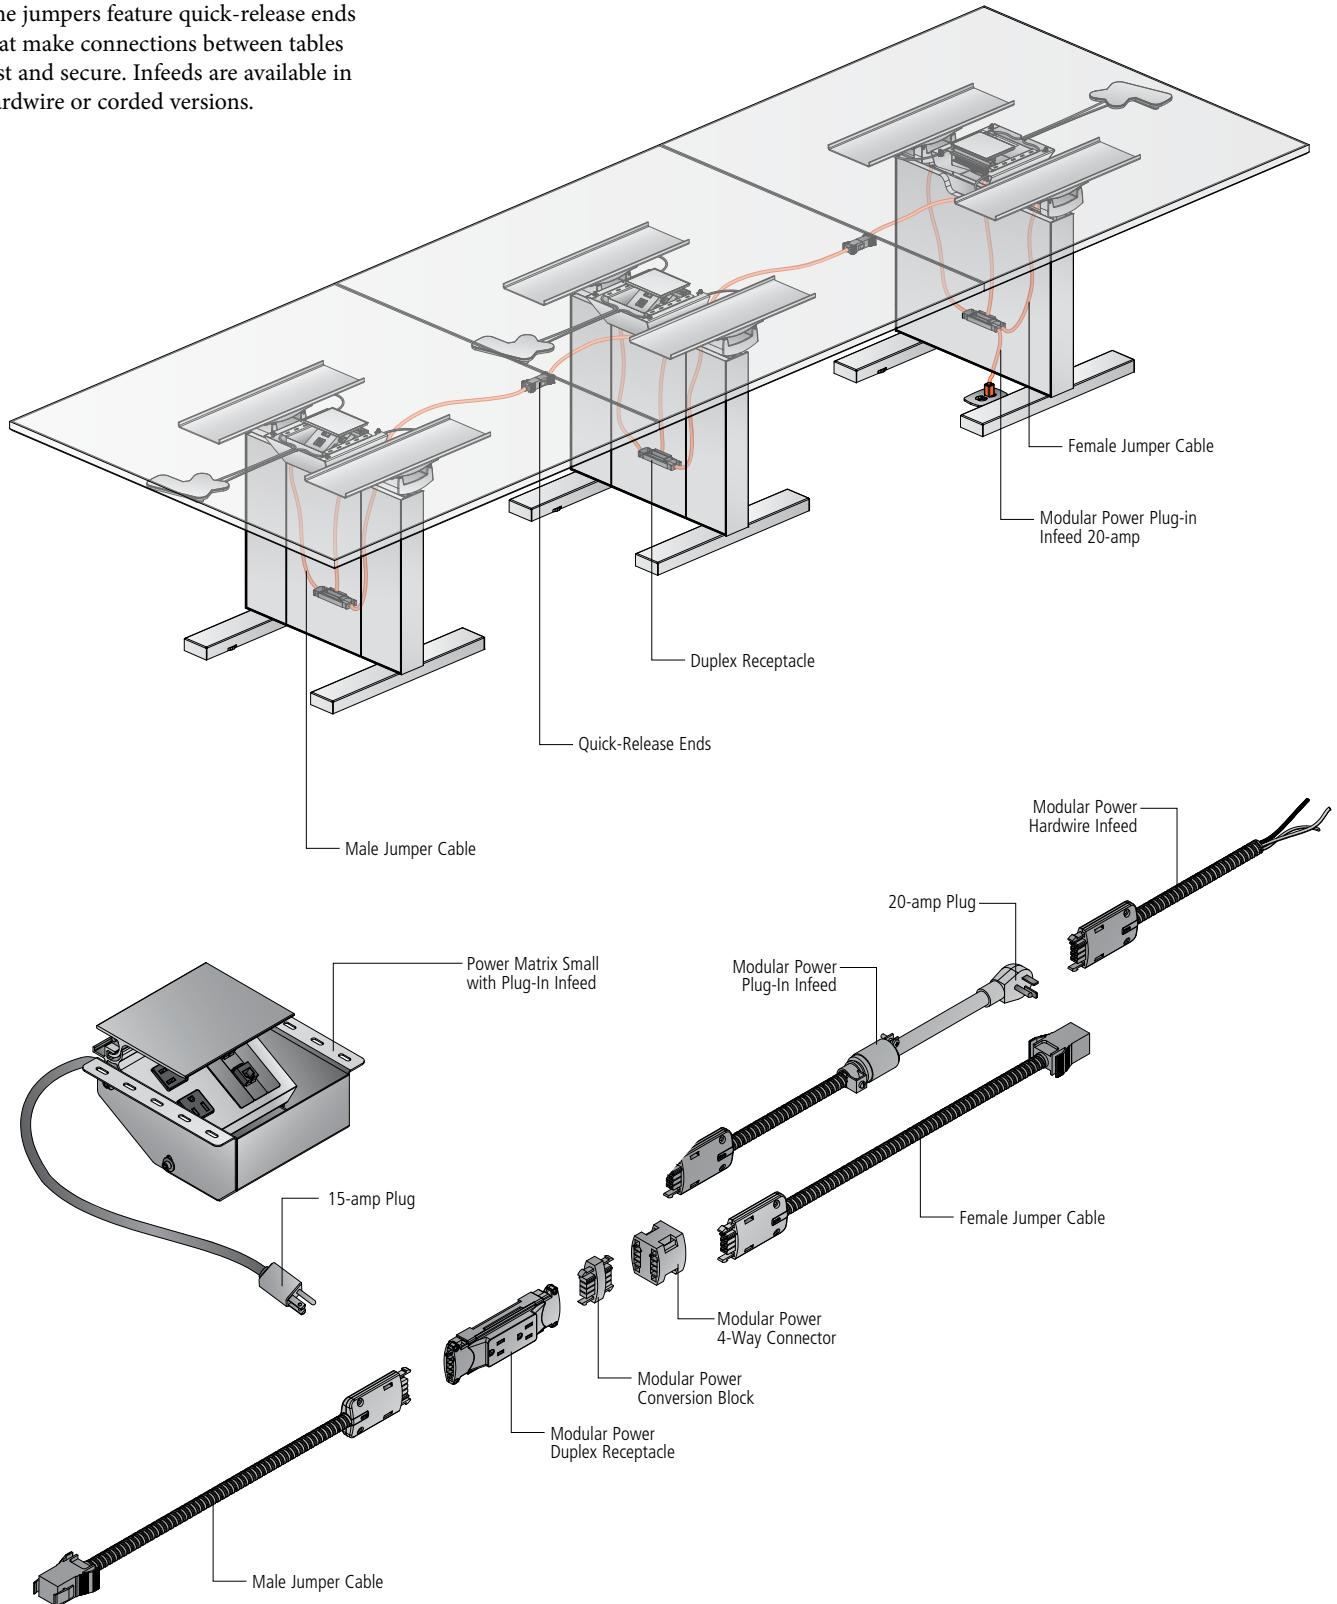 jumpers feature quick-release ends
make connections between tables
and secure. Infeeds are available in
or corded versions.
Female Jumper Cable
Modular Power Plug-in
Infeed 20-amp
Duplex Receptacle
Quick-Release Ends
Male Jumper Cable
Modular Power
Hardwire Infeed
20-amp Plug
Power Matrix Small
with Plug-In Infeed
Modular Power
Plug-In Infeed
15-amp Plug
Female Jumper Cable
Modular Power
4-Way Connector
Modular Power
Conversion Block
Modular Power
Duplex Receptacle
Male Jumper Cable